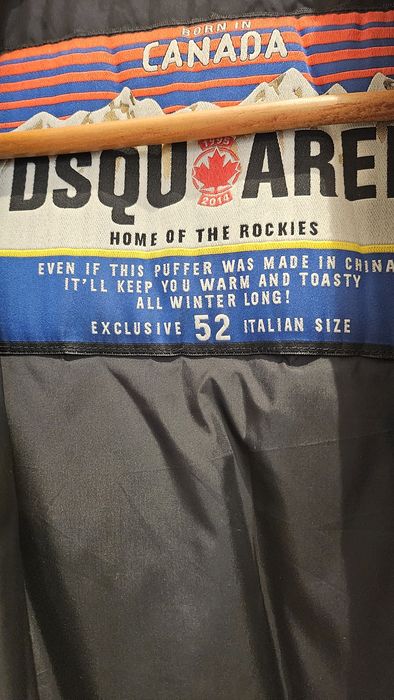 BORN IN
CANADA
1995
DSQU AREI
2014
HOME OF THE ROCKIES
EVEN IF THIS PUFFER WAS MADE IN CHINA
IT'LL KEEP YOU WARM AND TOASTY
ALL WINTER LONG!
EXCLUSIVE 52 ITALIAN SIZE